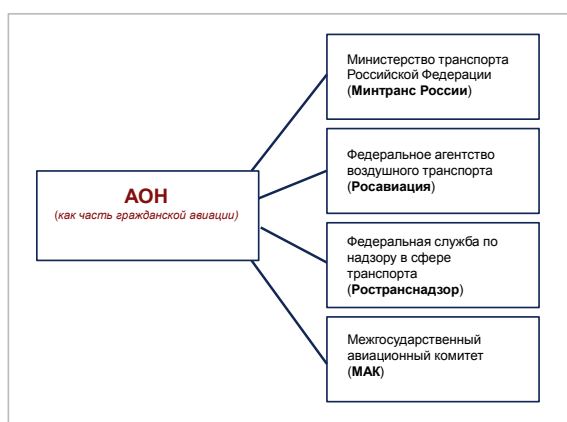 Министерство транспорта
Российской Федерации
(Минтранс России)
Федеральное агентство
воздушного транспорта
(Росавиация)
АОН
(как часть гражданской авиации)
Федеральная служба по
надзору в сфере
транспорта
(Ространснадзор)
Межгосударственный
авиационный комитет
(МАК)